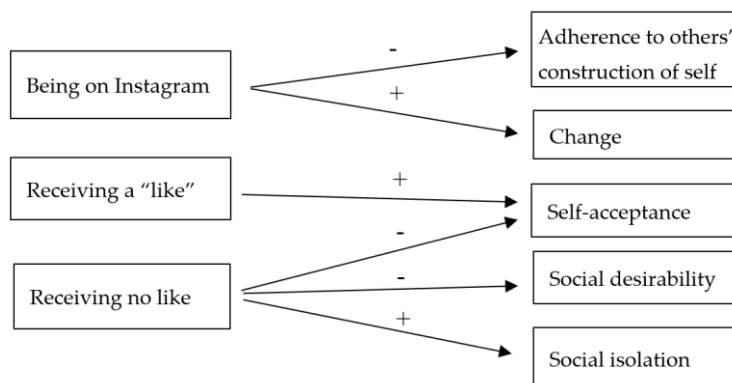 -
Adherence to others’
construction of self
Being on Instagram
+
Change
Receiving a “like”
+
Self-acceptance
-
Receiving no like
-
Social desirability
+
Social isolation